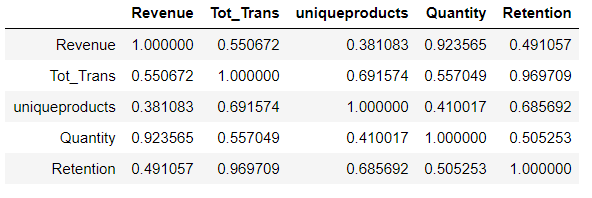 Revenue Tot_Trans uniqueproducts Quantity Retention
Revenue 1.000000 0.550672 0.381083 0.923565 0.491057
Tot_Trans 0.550672 1.000000 0.691574 0.557049 0.969709
uniqueproducts 0.381083 0.691574 1.000000 0.410017 0.685692
Quantity 0.923565 0.557049 0.410017 1.000000 0.505253
Retention 0.491057 0.969709 0.685692 0.505253 1.000000